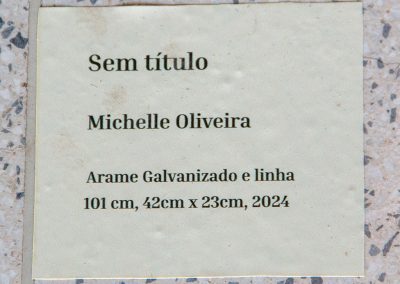 Sem título
Michelle Oliveira
Arame Galvanizado e linha
101 cm, 42cm x 23cm, 2024